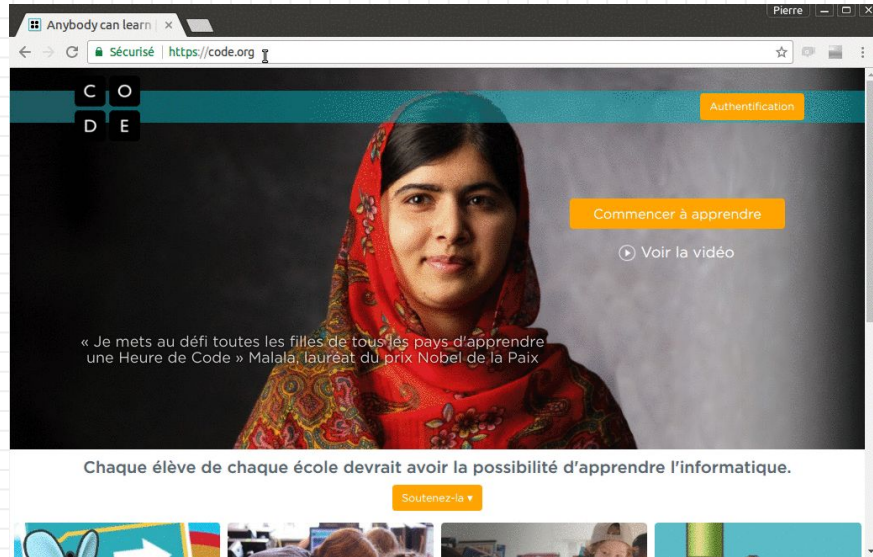 Pierre
Anybody can learn
Sécurisé https://code.org
C O
D E
Authentification
Commencer à apprendre
Voir la vidéo
« Je mets au défi toutes les filles de tous les pays d'apprendre
une Heure de Code » Malala, lauréat du prix Nobel de la Paix
Chaque élève de chaque école devrait avoir la possibilité d'apprendre l'informatique.
Soutenez-la ▾